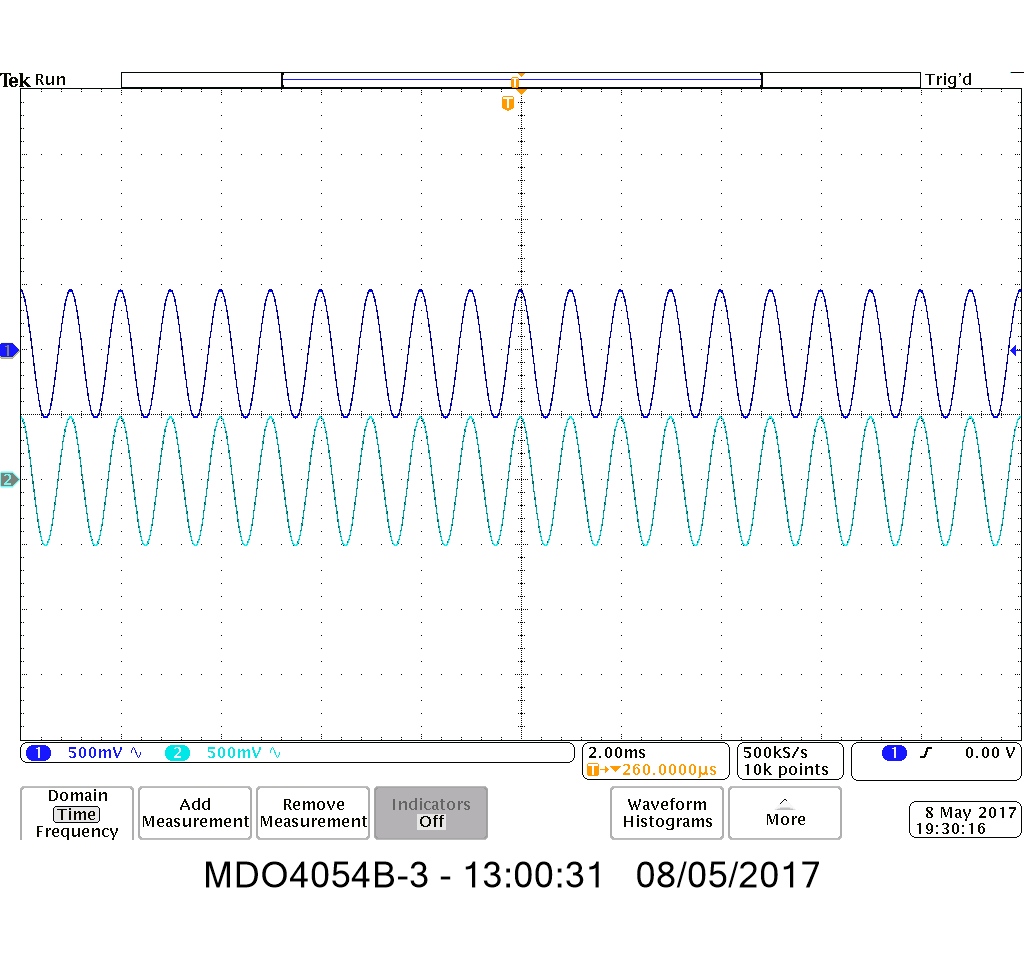 Tek Run Trig'd
T
T
1
2
1 500mV ∿ 2 500mV ∿
2.00ms
T→▼260.0000µs
500KS/s
10k points
1 ƒ 0.00 V
Domain
Time
Frequency
Add
Measurement
Remove
Measurement
Indicators
Off
Waveform
Histograms
More
8 May 2017
19:30:16
MDO4054B-3 - 13:00:31 08/05/2017